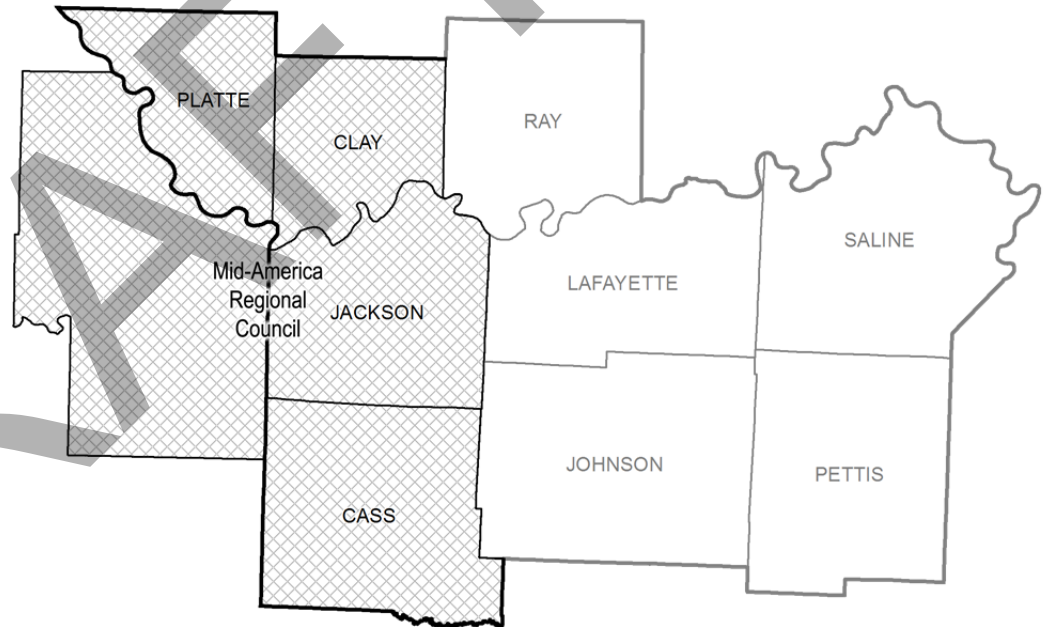 PLATTE
CLAY
RAY
SALINE
Mid-America
Regional
Council
JACKSON
LAFAYETTE
JOHNSON
PETTIS
CASS